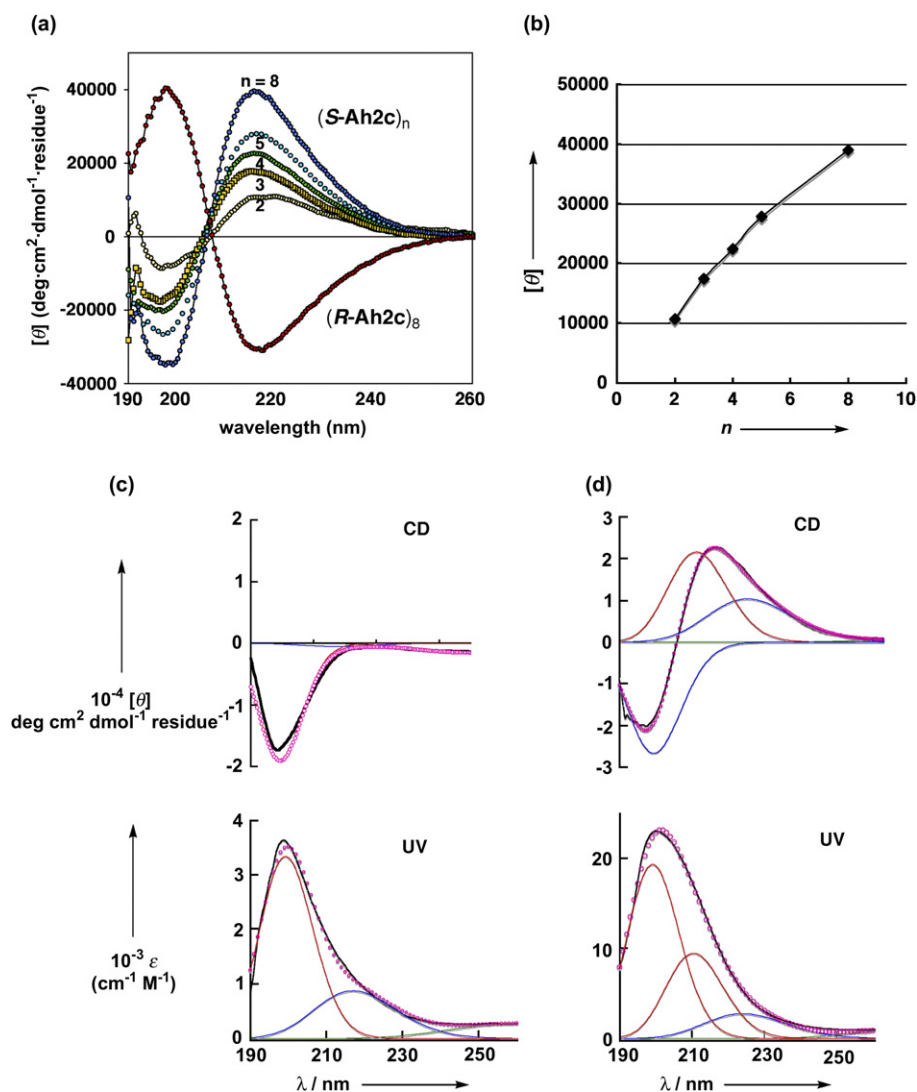 (a)
(b)
[θ] (deg·cm²·dmol⁻¹·residue⁻¹)
40000
20000
0
-20000
-40000
n = 8
5
4
3
2
(S-Ah2c)n
(R-Ah2c)8
190 200 220 240 260
wavelength (nm)
[θ]
50000
40000
30000
20000
10000
0
0 2 4 6 8 10
n
(c)
(d)
10⁻⁴ [θ]
deg cm² dmol⁻¹ residue⁻¹
2
1
0
-1
-2
CD
3
2
1
0
-1
-2
-3
CD
10⁻³ ε
(cm⁻¹ M⁻¹)
4
3
2
1
0
UV
190 210 230 250
λ / nm
20
10
0
UV
190 210 230 250
λ / nm